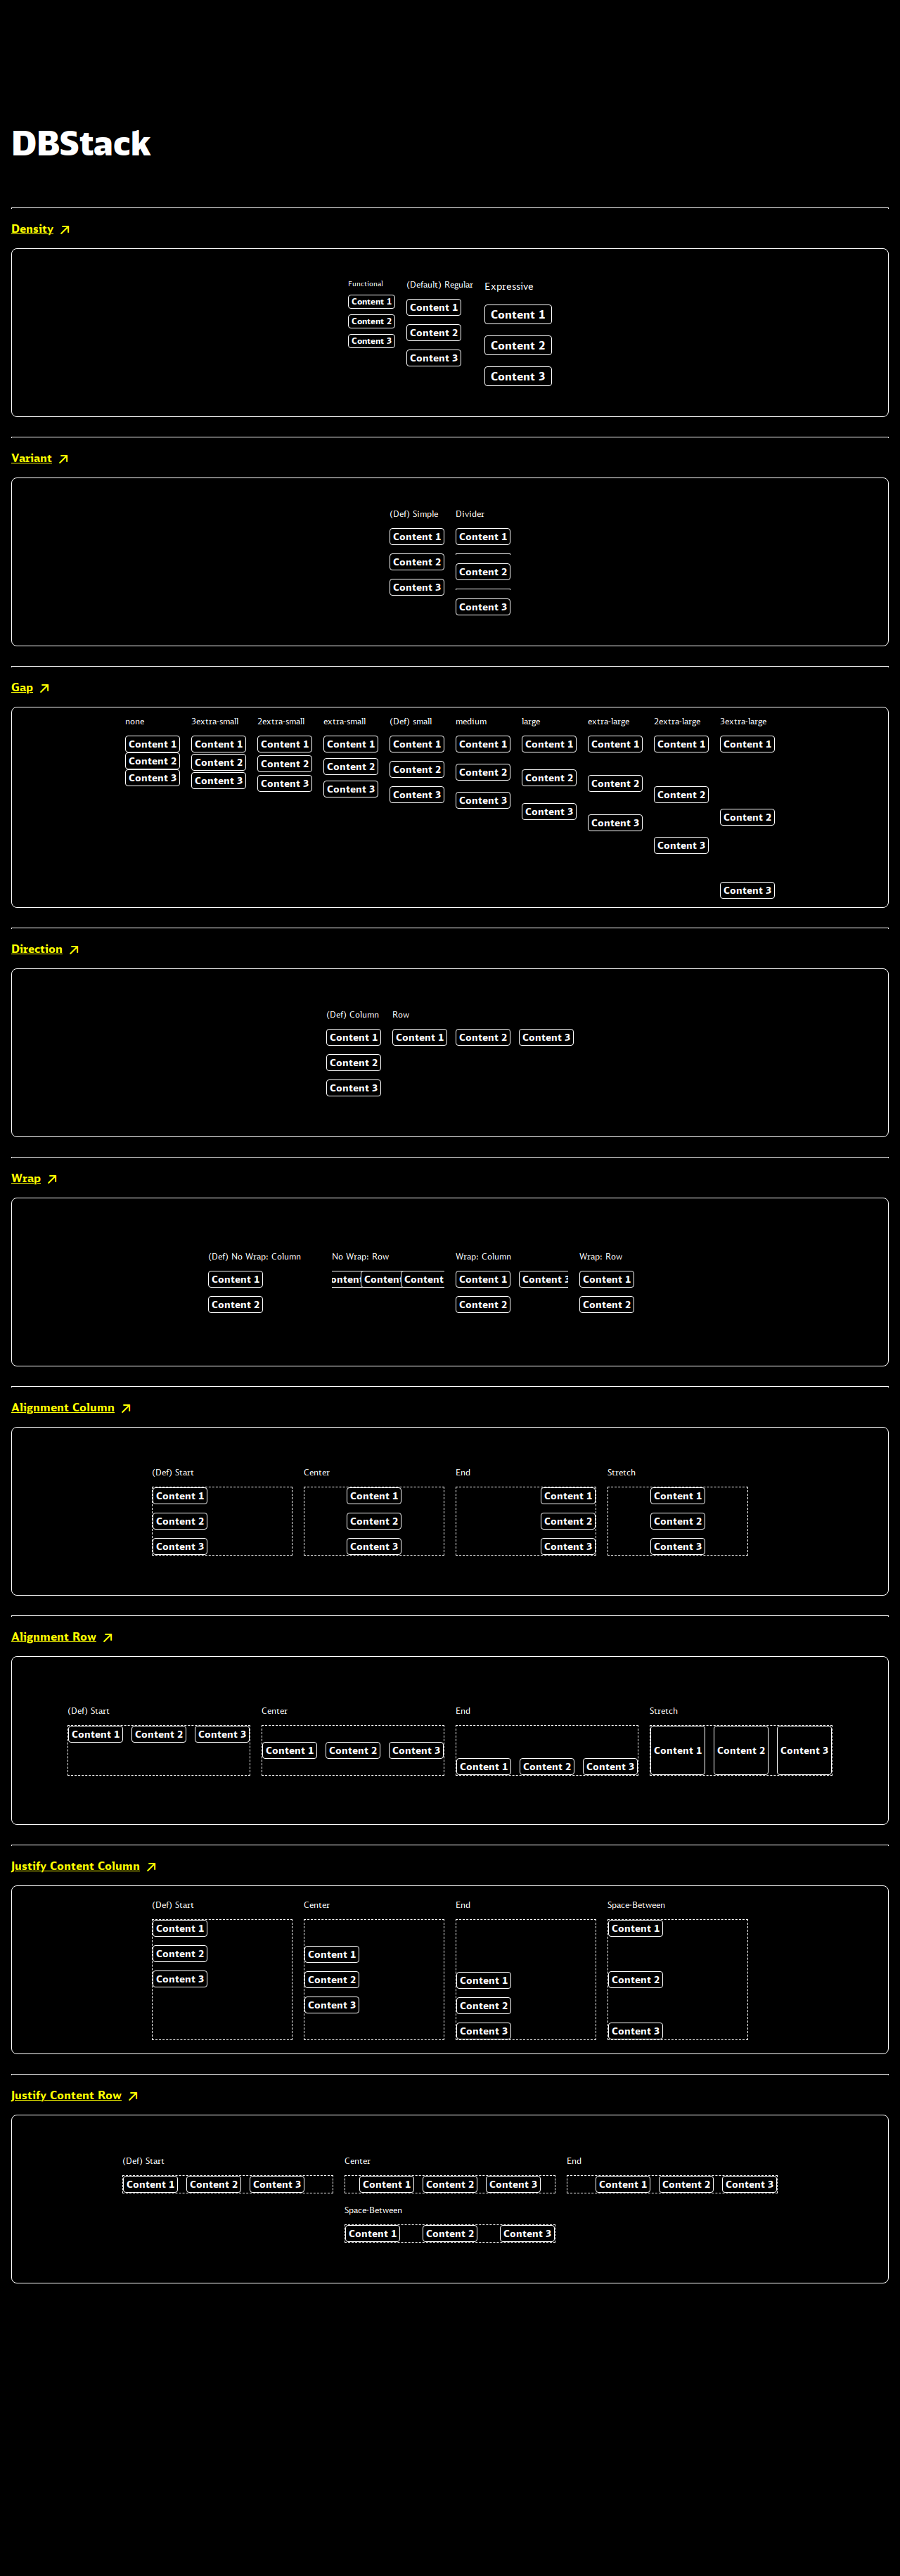 DBStack
Density
Functional (Default) Regular Expressive
Content 1 Content 1 Content 1
Content 2 Content 2 Content 2
Content 3 Content 3 Content 3
Variant
(Def) Simple Divider
Content 1 Content 1
Content 2 Content 2
Content 3 Content 3
Gap
none 3extra-small 2extra-small extra-small (Def) small medium large extra-large 2extra-large 3extra-large
Content 1 Content 1 Content 1 Content 1 Content 1 Content 1 Content 1 Content 1 Content 1 Content 1
Content 2 Content 2 Content 2 Content 2 Content 2 Content 2 Content 2 Content 2 Content 2 Content 2
Content 3 Content 3 Content 3 Content 3 Content 3 Content 3 Content 3 Content 3 Content 3 Content 3
Direction
(Def) Column Row
Content 1 Content 1 Content 2 Content 3
Content 2
Content 3
Wrap
(Def) No Wrap: Column No Wrap: Row Wrap: Column Wrap: Row
Content 1 onten Content Content Content 1 Content 3 Content 1
Content 2 Content 2 Content 2
Alignment Column
(Def) Start Center End Stretch
Content 1 Content 1 Content 1 Content 1
Content 2 Content 2 Content 2 Content 2
Content 3 Content 3 Content 3 Content 3
Alignment Row
(Def) Start Center End Stretch
Content 1 Content 2 Content 3 Content 1 Content 2 Content 3 Content 1 Content 2 Content 3 Content 1 Content 2 Content 3
Justify Content Column
(Def) Start Center End Space-Between
Content 1 Content 1 Content 1 Content 1
Content 2 Content 2 Content 2 Content 2
Content 3 Content 3 Content 3 Content 3
Justify Content Row
(Def) Start Center End
Content 1 Content 2 Content 3 Content 1 Content 2 Content 3 Content 1 Content 2 Content 3
Space-Between
Content 1 Content 2 Content 3